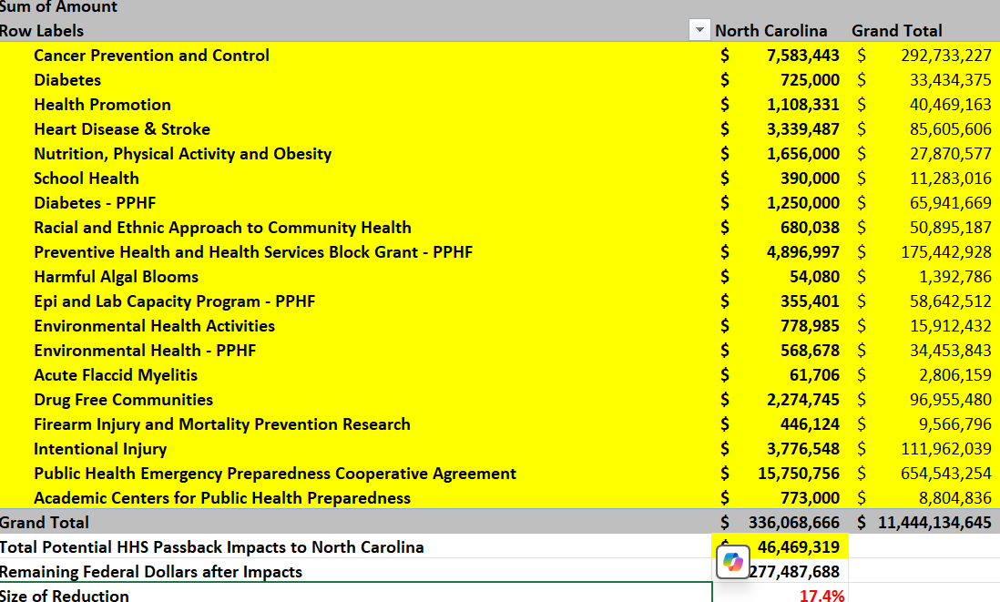 Sum of Amount
Row Labels North Carolina Grand Total
Cancer Prevention and Control $ 7,583,443 $ 292,733,227
Diabetes $ 725,000 $ 33,434,375
Health Promotion $ 1,108,331 $ 40,469,163
Heart Disease & Stroke $ 3,339,487 $ 85,605,606
Nutrition, Physical Activity and Obesity $ 1,656,000 $ 27,870,577
School Health $ 390,000 $ 11,283,016
Diabetes - PPHF $ 1,250,000 $ 65,941,669
Racial and Ethnic Approach to Community Health $ 680,038 $ 50,895,187
Preventive Health and Health Services Block Grant - PPHF $ 4,896,997 $ 175,442,928
Harmful Algal Blooms $ 54,080 $ 1,392,786
Epi and Lab Capacity Program - PPHF $ 355,401 $ 58,642,512
Environmental Health Activities $ 778,985 $ 15,912,432
Environmental Health - PPHF $ 568,678 $ 34,453,843
Acute Flaccid Myelitis $ 61,706 $ 2,806,159
Drug Free Communities $ 2,274,745 $ 96,955,480
Firearm Injury and Mortality Prevention Research $ 446,124 $ 9,566,796
Intentional Injury $ 3,776,548 $ 111,962,039
Public Health Emergency Preparedness Cooperative Agreement $ 15,750,756 $ 654,543,254
Academic Centers for Public Health Preparedness $ 773,000 $ 8,804,836
Grand Total $ 336,068,666 $ 11,444,134,645
Total Potential HHS Passback Impacts to North Carolina 46,469,319
Remaining Federal Dollars after Impacts 277,487,688
Size of Reduction 17.4%